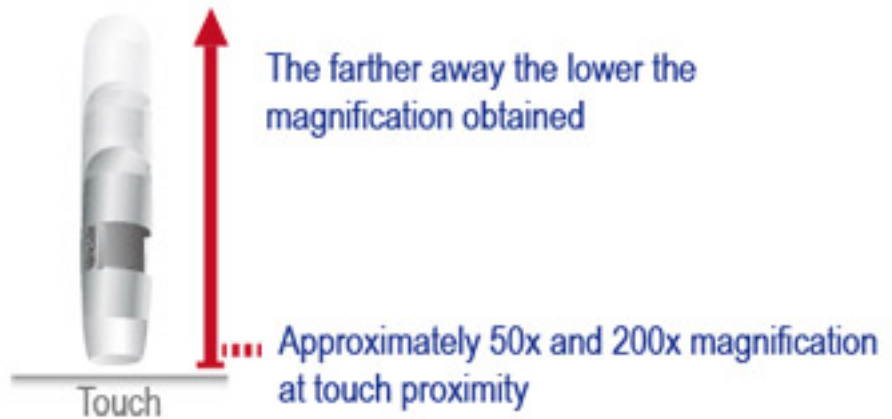 The farther away the lower the
magnification obtained
Approximately 50x and 200x magnification
at touch proximity
Touch